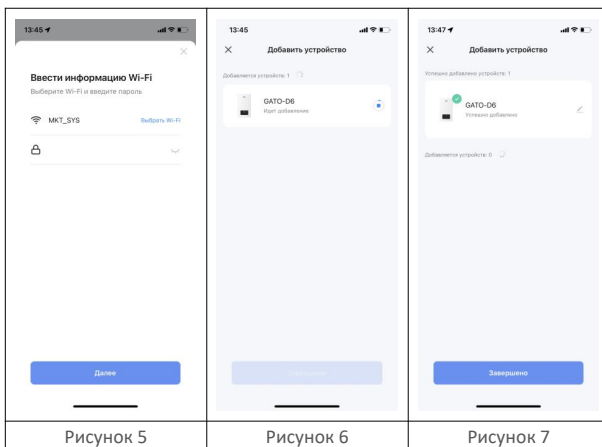 13:45
Ввести информацию Wi-Fi
Выберите Wi-Fi и введите пароль
MKT_SYS
Выбрать Wi-Fi
Далее
Рисунок 5
13:45
Добавить устройство
Добавляется устройств: 1
GATO-D6
Идет добавление
Рисунок 6
13:47
Добавить устройство
Успешно добавлено устройств: 1
GATO-D6
Успешно добавлено
Добавляется устройств: 0
Завершено
Рисунок 7